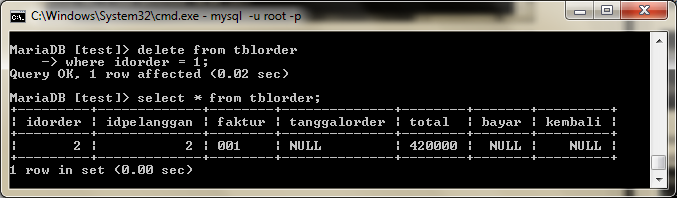 C:\Windows\System32\cmd.exe - mysql -u root -p
MariaDB [test]> delete from tblorder
    -> where idorder = 1;
Query OK, 1 row affected (0.02 sec)
MariaDB [test]> select * from tblorder;
+---------+-------------+--------+--------------+--------+-------+---------+
| idorder | idpelanggan | faktur | tanggalorder | total  | bayar | kembali |
+---------+-------------+--------+--------------+--------+-------+---------+
|       2 |           2 | 001    | NULL         | 420000 |  NULL |    NULL |
+---------+-------------+--------+--------------+--------+-------+---------+
1 row in set (0.00 sec)